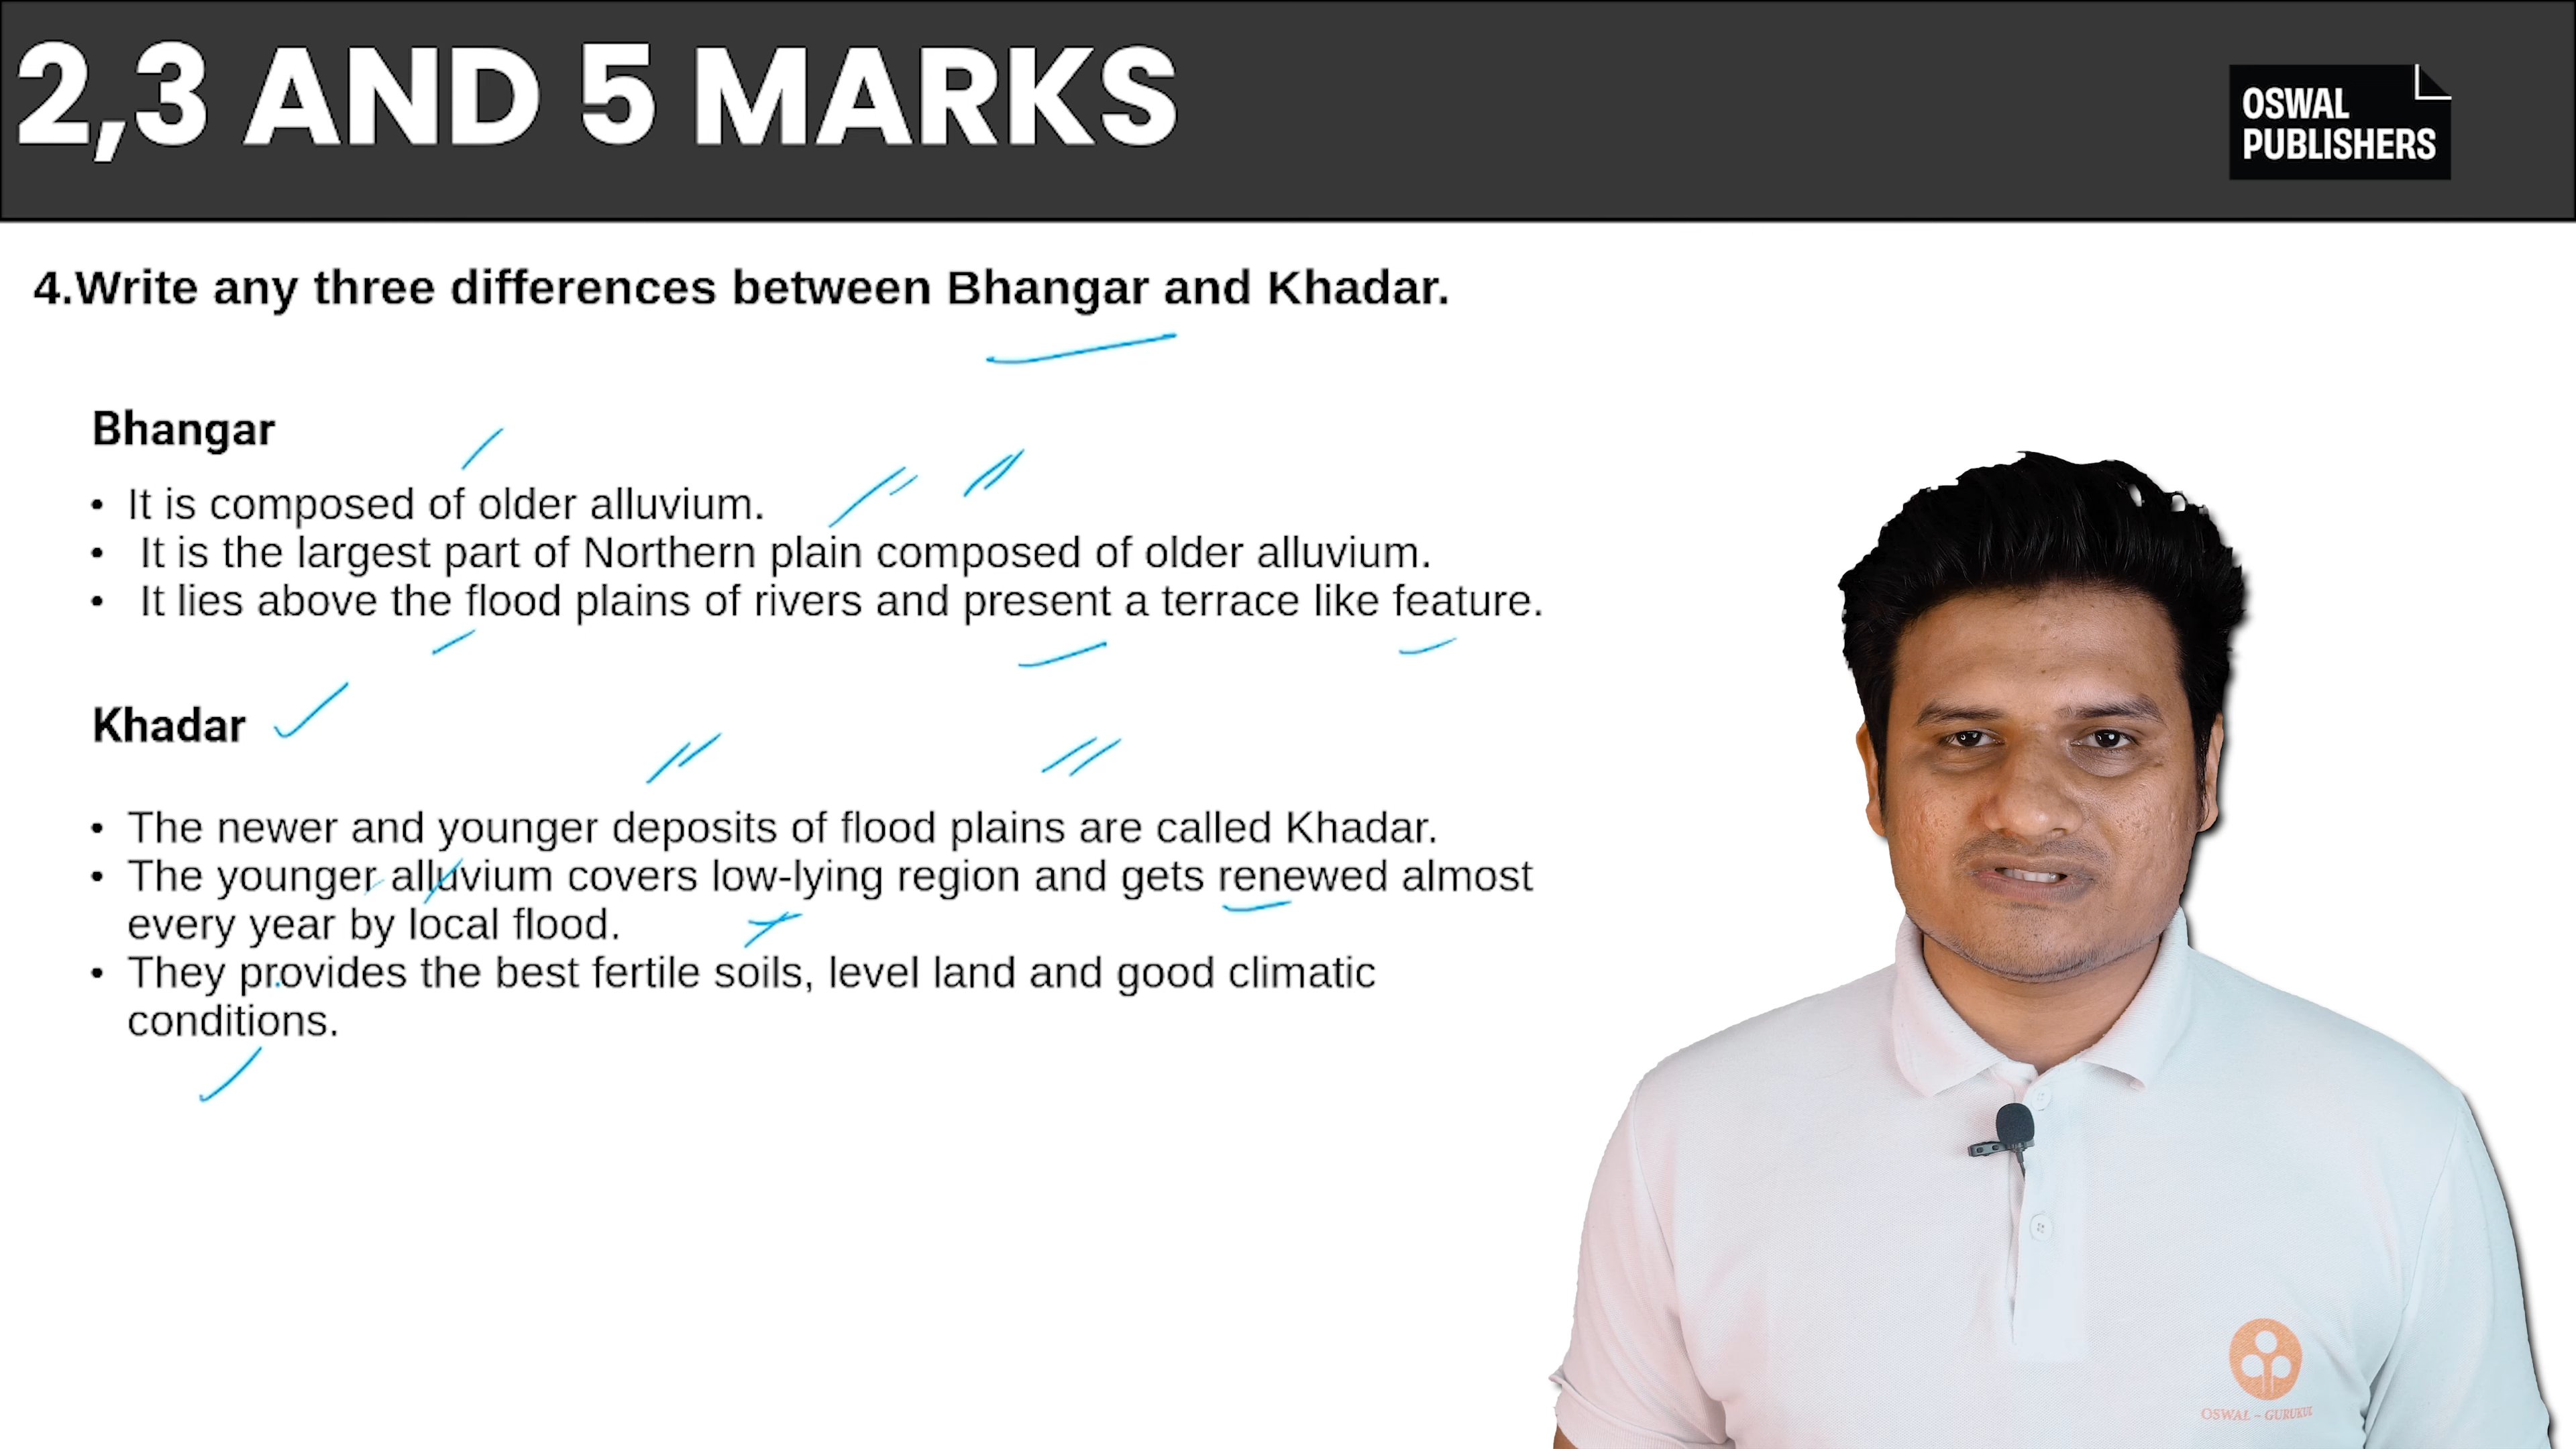 2,3 AND 5 MARKS
OSWAL
PUBLISHERS
4.Write any three differences between Bhangar and Khadar.
Bhangar
• It is composed of older alluvium.
• It is the largest part of Northern plain composed of older alluvium.
• It lies above the flood plains of rivers and present a terrace like feature.
Khadar
• The newer and younger deposits of flood plains are called Khadar.
• The younger alluvium covers low-lying region and gets renewed almost
every year by local flood.
• They provides the best fertile soils, level land and good climatic
conditions.
OSWAL - GURUKUL